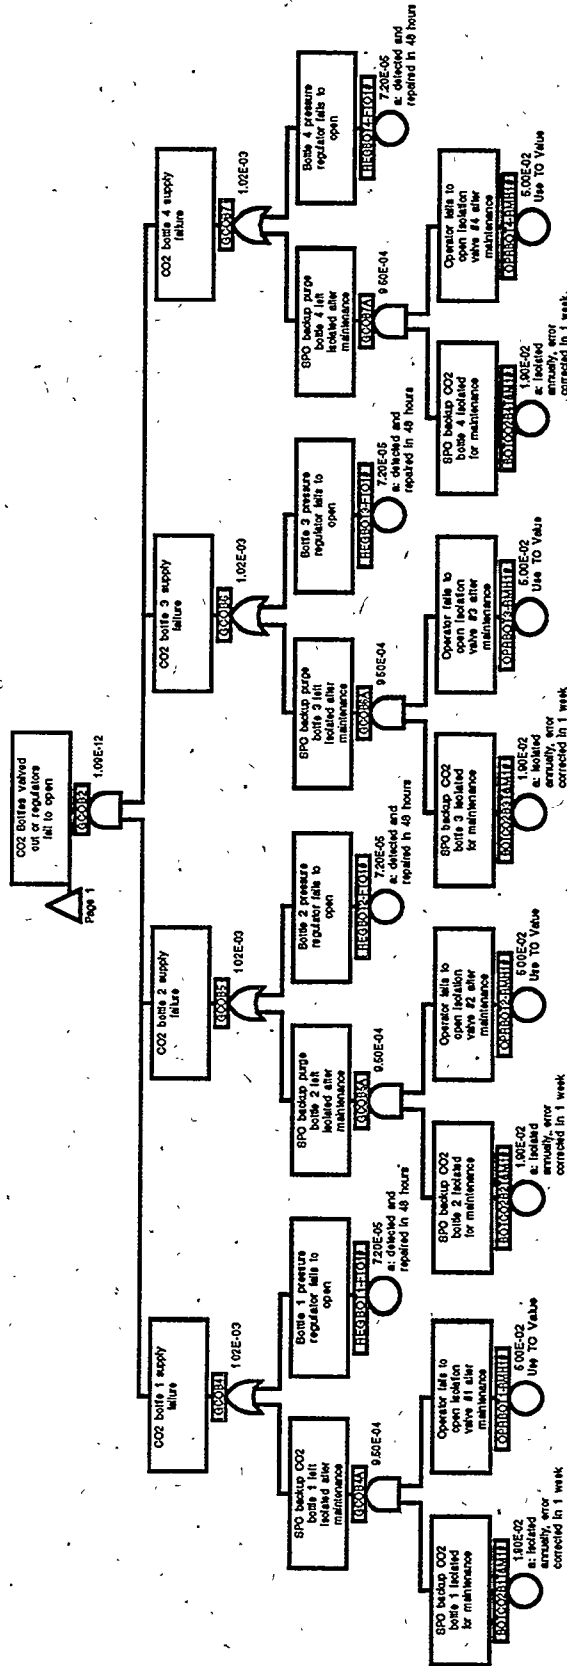 CO2 Bottles valved
out or regulators
fail to open
GCOB2
1.09E-12
Page 1
CO2 bottle 1 supply
failure
GCOB4
1.02E-03
CO2 bottle 2 supply
failure
GCOB5
1.02E-03
CO2 bottle 3 supply
failure
GCOB6
1.02E-03
CO2 bottle 4 supply
failure
GCOB7
1.02E-03
SPO backup CO2
bottle 1 left
isolated after
maintenance
GCOB4A
9.50E-04
Bottle 1 pressure
regulator fails to
open
7.20E-05
a: detected and
repaired in 48 hours
SPO backup purge
bottle 2 left
isolated after
maintenance
GCOB5A
9.50E-04
Bottle 2 pressure
regulator fails to
open
7.20E-05
a: detected and
repaired in 48 hours
SPO backup purge
bottle 3 left
isolated after
maintenance
GCOB6A
9.50E-04
Bottle 3 pressure
regulator fails to
open
7.20E-05
a: detected and
repaired in 48 hours
SPO backup purge
bottle 4 left
isolated after
maintenance
GCOB7A
9.50E-04
Bottle 4 pressure
regulator fails to
open
7.20E-05
a: detected and
repaired in 48 hours
SPO backup CO2
bottle 1 isolated
for maintenance
1.90E-02
a: isolated
annually, error
corrected in 1 week
Operator fails to
open isolation
valve #1 after
maintenance
5.00E-02
Use TO Value
SPO backup CO2
bottle 2 isolated
for maintenance
1.90E-02
a: isolated
annually, error
corrected in 1 week
Operator fails to
open isolation
valve #2 after
maintenance
5.00E-02
Use TO Value
SPO backup CO2
bottle 3 isolated
for maintenance
1.90E-02
a: isolated
annually, error
corrected in 1 week
Operator fails to
open isolation
valve #3 after
maintenance
5.00E-02
Use TO Value
SPO backup CO2
bottle 4 isolated
for maintenance
1.90E-02
a: isolated
annually, error
corrected in 1 week
Operator fails to
open isolation
valve #4 after
maintenance
5.00E-02
Use TO Value